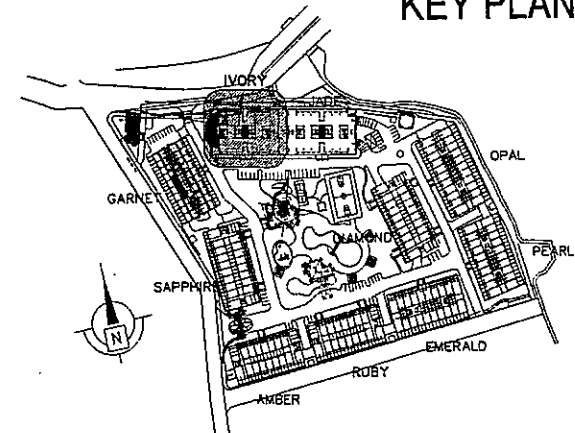 KEY PLAN
IVORY
JADE
OPAL
GARNET
DIAMOND
PEARL
SAPPHIRE
N
EMERALD
RUBY
AMBER